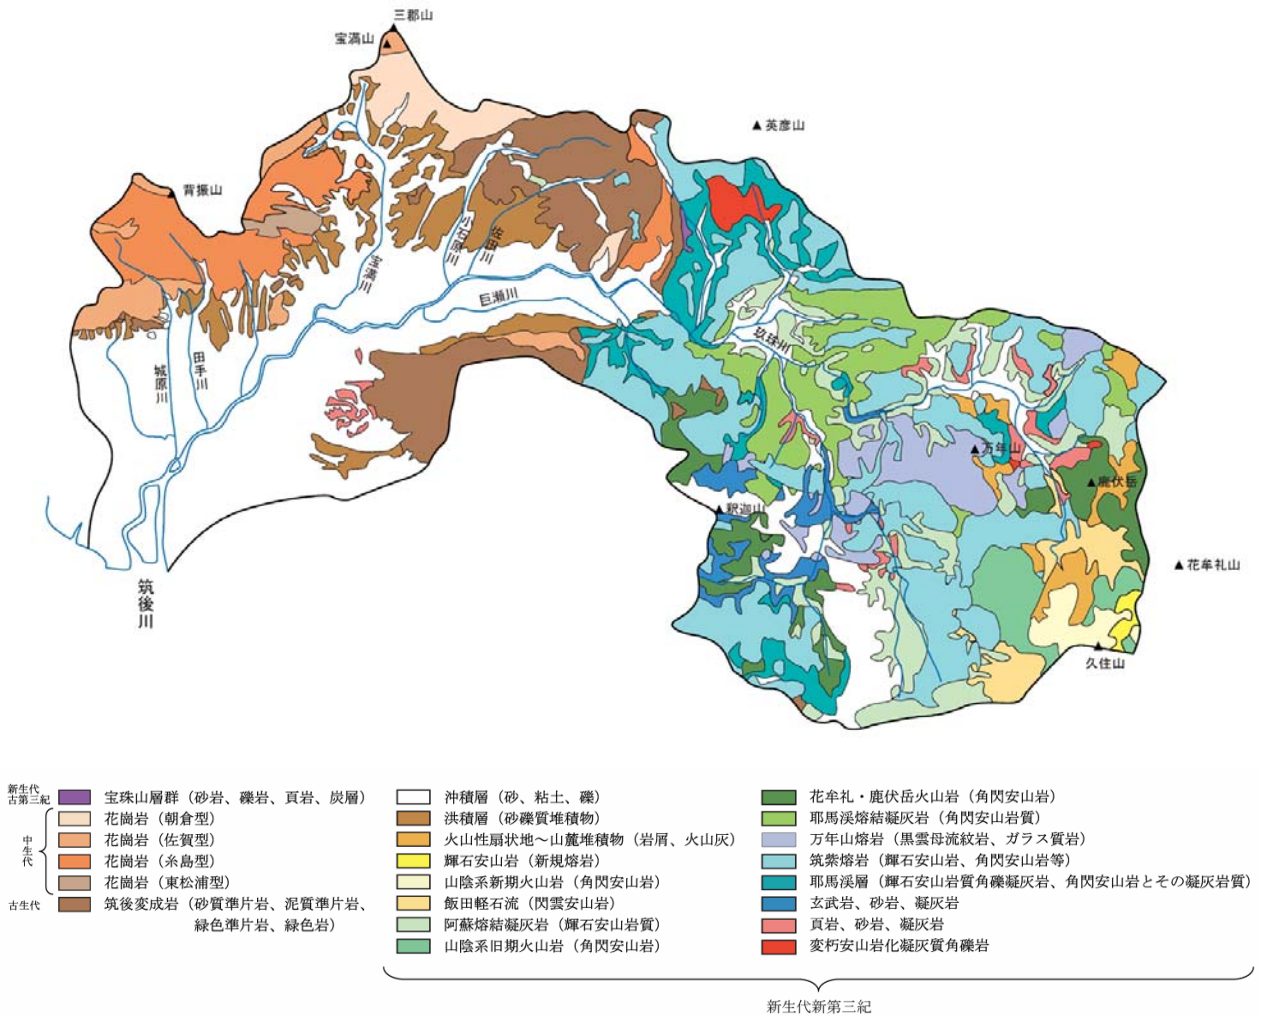 三郡山
宝満山
英彦山
背振山
小石原川
佐田川
宝満川
巨瀬川
玖珠川
田手川
城原川
万年山
鹿伏岳
釈迦山
花牟礼山
筑後川
久住山
新生代
古第三紀
宝珠山層群（砂岩、礫岩、頁岩、炭層）
中生代
花崗岩（朝倉型）
花崗岩（佐賀型）
花崗岩（糸島型）
花崗岩（東松浦型）
古生代
筑後変成岩（砂質準片岩、泥質準片岩、
緑色準片岩、緑色岩）
沖積層（砂、粘土、礫）
洪積層（砂礫質堆積物）
火山性扇状地～山麓堆積物（岩屑、火山灰）
輝石安山岩（新規熔岩）
山陰系新期火山岩（角閃安山岩）
飯田軽石流（閃雲安山岩）
阿蘇熔結凝灰岩（輝石安山岩質）
山陰系旧期火山岩（角閃安山岩）
花牟礼・鹿伏岳火山岩（角閃安山岩）
耶馬溪熔結凝灰岩（角閃安山岩質）
万年山熔岩（黒雲母流紋岩、ガラス質岩）
筑紫熔岩（輝石安山岩、角閃安山岩等）
耶馬溪層（輝石安山岩質角礫凝灰岩、角閃安山岩とその凝灰岩質）
玄武岩、砂岩、凝灰岩
頁岩、砂岩、凝灰岩
変朽安山岩化凝灰質角礫岩
新生代新第三紀